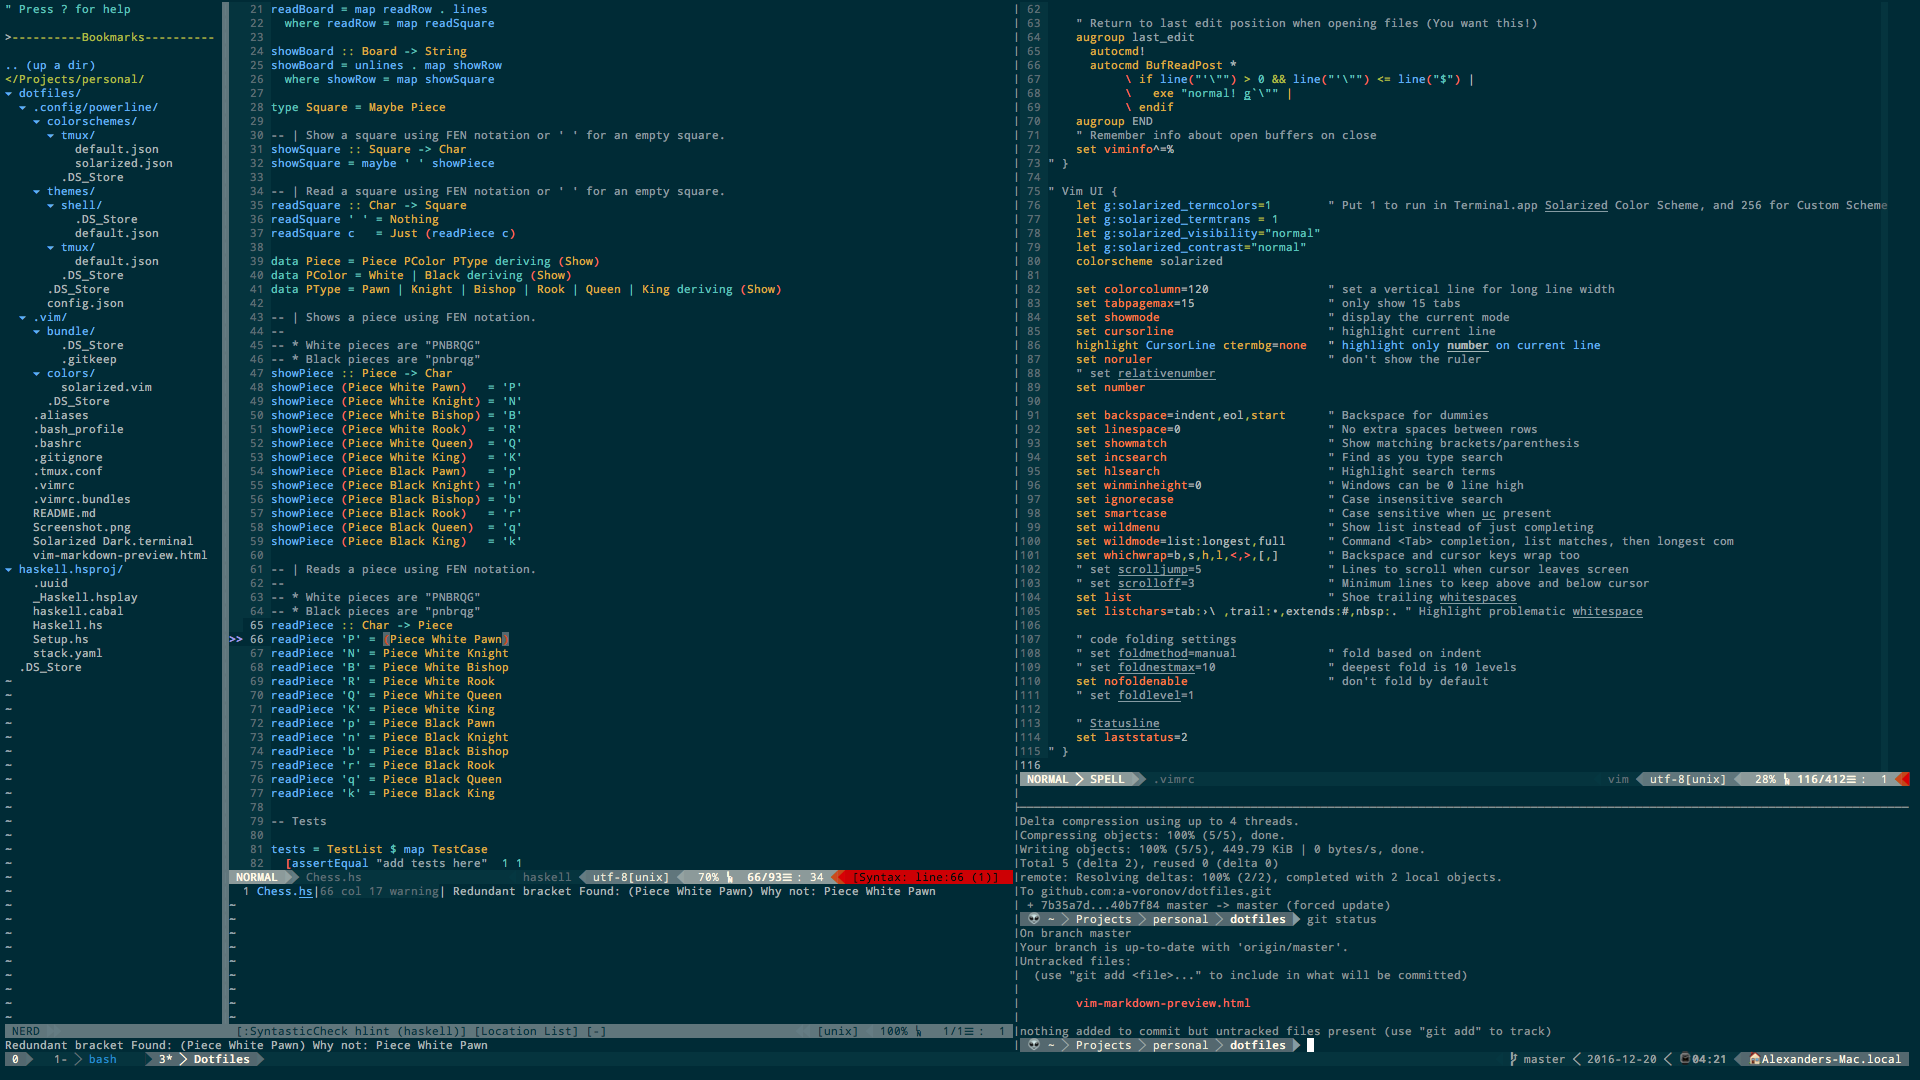 " Press ? for help
>----------Bookmarks----------
.. (up a dir)
</Projects/personal/
▾ dotfiles/
▾ .config/powerline/
▾ colorschemes/
▾ tmux/
default.json
solarized.json
.DS_Store
▾ themes/
▾ shell/
.DS_Store
default.json
▾ tmux/
default.json
.DS_Store
.DS_Store
config.json
▾ .vim/
▾ bundle/
.DS_Store
.gitkeep
▾ colors/
solarized.vim
.DS_Store
.aliases
.bash_profile
.bashrc
.gitignore
.tmux.conf
.vimrc
.vimrc.bundles
README.md
Screenshot.png
Solarized Dark.terminal
vim-markdown-preview.html
▾ haskell.hsproj/
.uuid
_Haskell.hsplay
haskell.cabal
Haskell.hs
Setup.hs
stack.yaml
.DS_Store
NERD
21 readBoard = map readRow . lines
22   where readRow = map readSquare
23
24 showBoard :: Board -> String
25 showBoard = unlines . map showRow
26   where showRow = map showSquare
27
28 type Square = Maybe Piece
29
30 -- | Show a square using FEN notation or ' ' for an empty square.
31 showSquare :: Square -> Char
32 showSquare = maybe ' ' showPiece
33
34 -- | Read a square using FEN notation or ' ' for an empty square.
35 readSquare :: Char -> Square
36 readSquare ' ' = Nothing
37 readSquare c   = Just (readPiece c)
38
39 data Piece = Piece PColor PType deriving (Show)
40 data PColor = White | Black deriving (Show)
41 data PType = Pawn | Knight | Bishop | Rook | Queen | King deriving (Show)
42
43 -- | Shows a piece using FEN notation.
44 --
45 -- * White pieces are "PNBRQG"
46 -- * Black pieces are "pnbrqg"
47 showPiece :: Piece -> Char
48 showPiece (Piece White Pawn)   = 'P'
49 showPiece (Piece White Knight) = 'N'
50 showPiece (Piece White Bishop) = 'B'
51 showPiece (Piece White Rook)   = 'R'
52 showPiece (Piece White Queen)  = 'Q'
53 showPiece (Piece White King)   = 'K'
54 showPiece (Piece Black Pawn)   = 'p'
55 showPiece (Piece Black Knight) = 'n'
56 showPiece (Piece Black Bishop) = 'b'
57 showPiece (Piece Black Rook)   = 'r'
58 showPiece (Piece Black Queen)  = 'q'
59 showPiece (Piece Black King)   = 'k'
60
61 -- | Reads a piece using FEN notation.
62 --
63 -- * White pieces are "PNBRQG"
64 -- * Black pieces are "pnbrqg"
65 readPiece :: Char -> Piece
>> 66 readPiece 'P' = (Piece White Pawn)
67 readPiece 'N' = Piece White Knight
68 readPiece 'B' = Piece White Bishop
69 readPiece 'R' = Piece White Rook
70 readPiece 'Q' = Piece White Queen
71 readPiece 'K' = Piece White King
72 readPiece 'p' = Piece Black Pawn
73 readPiece 'n' = Piece Black Knight
74 readPiece 'b' = Piece Black Bishop
75 readPiece 'r' = Piece Black Rook
76 readPiece 'q' = Piece Black Queen
77 readPiece 'k' = Piece Black King
78
79 -- Tests
80
81 tests = TestList $ map TestCase
82   [assertEqual "add tests here"  1 1
NORMAL Chess.hs haskell utf-8[unix] 70% 66/93 : 34 [Syntax: line:66 (1)]
1 Chess.hs|66 col 17 warning| Redundant bracket Found: (Piece White Pawn) Why not: Piece White Pawn
[:SyntasticCheck hlint (haskell)] [Location List] [-] [unix] 100% 1/1 : 1
Redundant bracket Found: (Piece White Pawn) Why not: Piece White Pawn
62
63 " Return to last edit position when opening files (You want this!)
64 augroup last_edit
65   autocmd!
66   autocmd BufReadPost *
67        \ if line("'\"") > 0 && line("'\"") <= line("$") |
68        \   exe "normal! g`\"" |
69        \ endif
70 augroup END
71 " Remember info about open buffers on close
72 set viminfo^=%
73 " }
74
75 " Vim UI {
76 let g:solarized_termcolors=1 " Put 1 to run in Terminal.app Solarized Color Scheme, and 256 for Custom Scheme
77 let g:solarized_termtrans = 1
78 let g:solarized_visibility="normal"
79 let g:solarized_contrast="normal"
80 colorscheme solarized
81
82 set colorcolumn=120 " set a vertical line for long line width
83 set tabpagemax=15 " only show 15 tabs
84 set showmode " display the current mode
85 set cursorline " highlight current line
86 highlight CursorLine ctermbg=none " highlight only number on current line
87 set noruler " don't show the ruler
88 " set relativenumber
89 set number
90
91 set backspace=indent,eol,start " Backspace for dummies
92 set linespace=0 " No extra spaces between rows
93 set showmatch " Show matching brackets/parenthesis
94 set incsearch " Find as you type search
95 set hlsearch " Highlight search terms
96 set winminheight=0 " Windows can be 0 line high
97 set ignorecase " Case insensitive search
98 set smartcase " Case sensitive when uc present
99 set wildmenu " Show list instead of just completing
100 set wildmode=list:longest,full " Command <Tab> completion, list matches, then longest com
101 set whichwrap=b,s,h,l,<,>,[,] " Backspace and cursor keys wrap too
102 " set scrolljump=5 " Lines to scroll when cursor leaves screen
103 " set scrolloff=3 " Minimum lines to keep above and below cursor
104 set list " Shoe trailing whitespaces
105 set listchars=tab:›\ ,trail:•,extends:#,nbsp:. " Highlight problematic whitespace
106
107 " code folding settings
108 " set foldmethod=manual " fold based on indent
109 " set foldnestmax=10 " deepest fold is 10 levels
110 set nofoldenable " don't fold by default
111 " set foldlevel=1
112
113 " Statusline
114 set laststatus=2
115 " }
116
NORMAL SPELL .vimrc vim utf-8[unix] 28% 116/412 : 1
Delta compression using up to 4 threads.
Compressing objects: 100% (5/5), done.
Writing objects: 100% (5/5), 449.79 KiB | 0 bytes/s, done.
Total 5 (delta 2), reused 0 (delta 0)
remote: Resolving deltas: 100% (2/2), completed with 2 local objects.
To github.com:a-voronov/dotfiles.git
+ 7b35a7d...40b7f84 master -> master (forced update)
~ Projects personal dotfiles git status
On branch master
Your branch is up-to-date with 'origin/master'.
Untracked files:
(use "git add <file>..." to include in what will be committed)
vim-markdown-preview.html
nothing added to commit but untracked files present (use "git add" to track)
~ Projects personal dotfiles
0 1- bash 3* Dotfiles master 2016-12-20 04:21 Alexanders-Mac.local